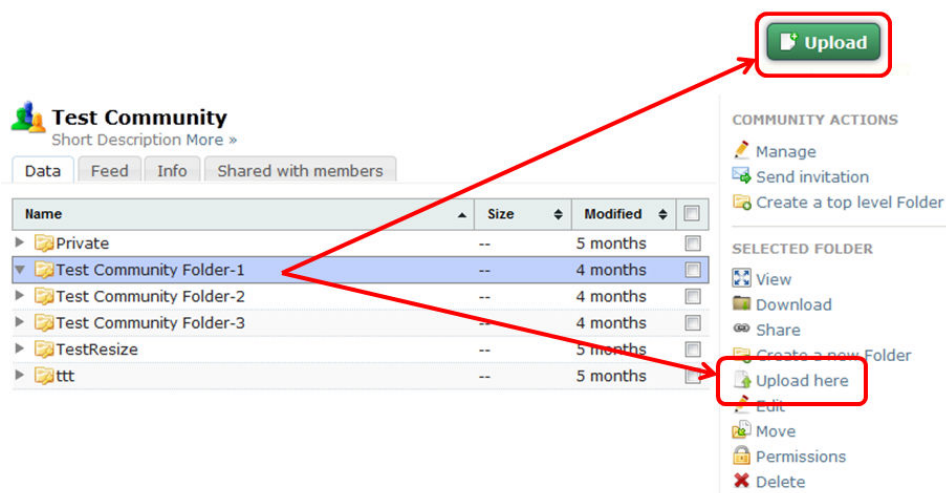 Upload
Test Community
Short Description More »
Data Feed Info Shared with members
Name Size Modified
Private -- 5 months
Test Community Folder-1 -- 4 months
Test Community Folder-2 -- 4 months
Test Community Folder-3 -- 4 months
TestResize -- 5 months
ttt -- 5 months
COMMUNITY ACTIONS
Manage
Send invitation
Create a top level Folder
SELECTED FOLDER
View
Download
Share
Create a new Folder
Upload here
Edit
Move
Permissions
Delete